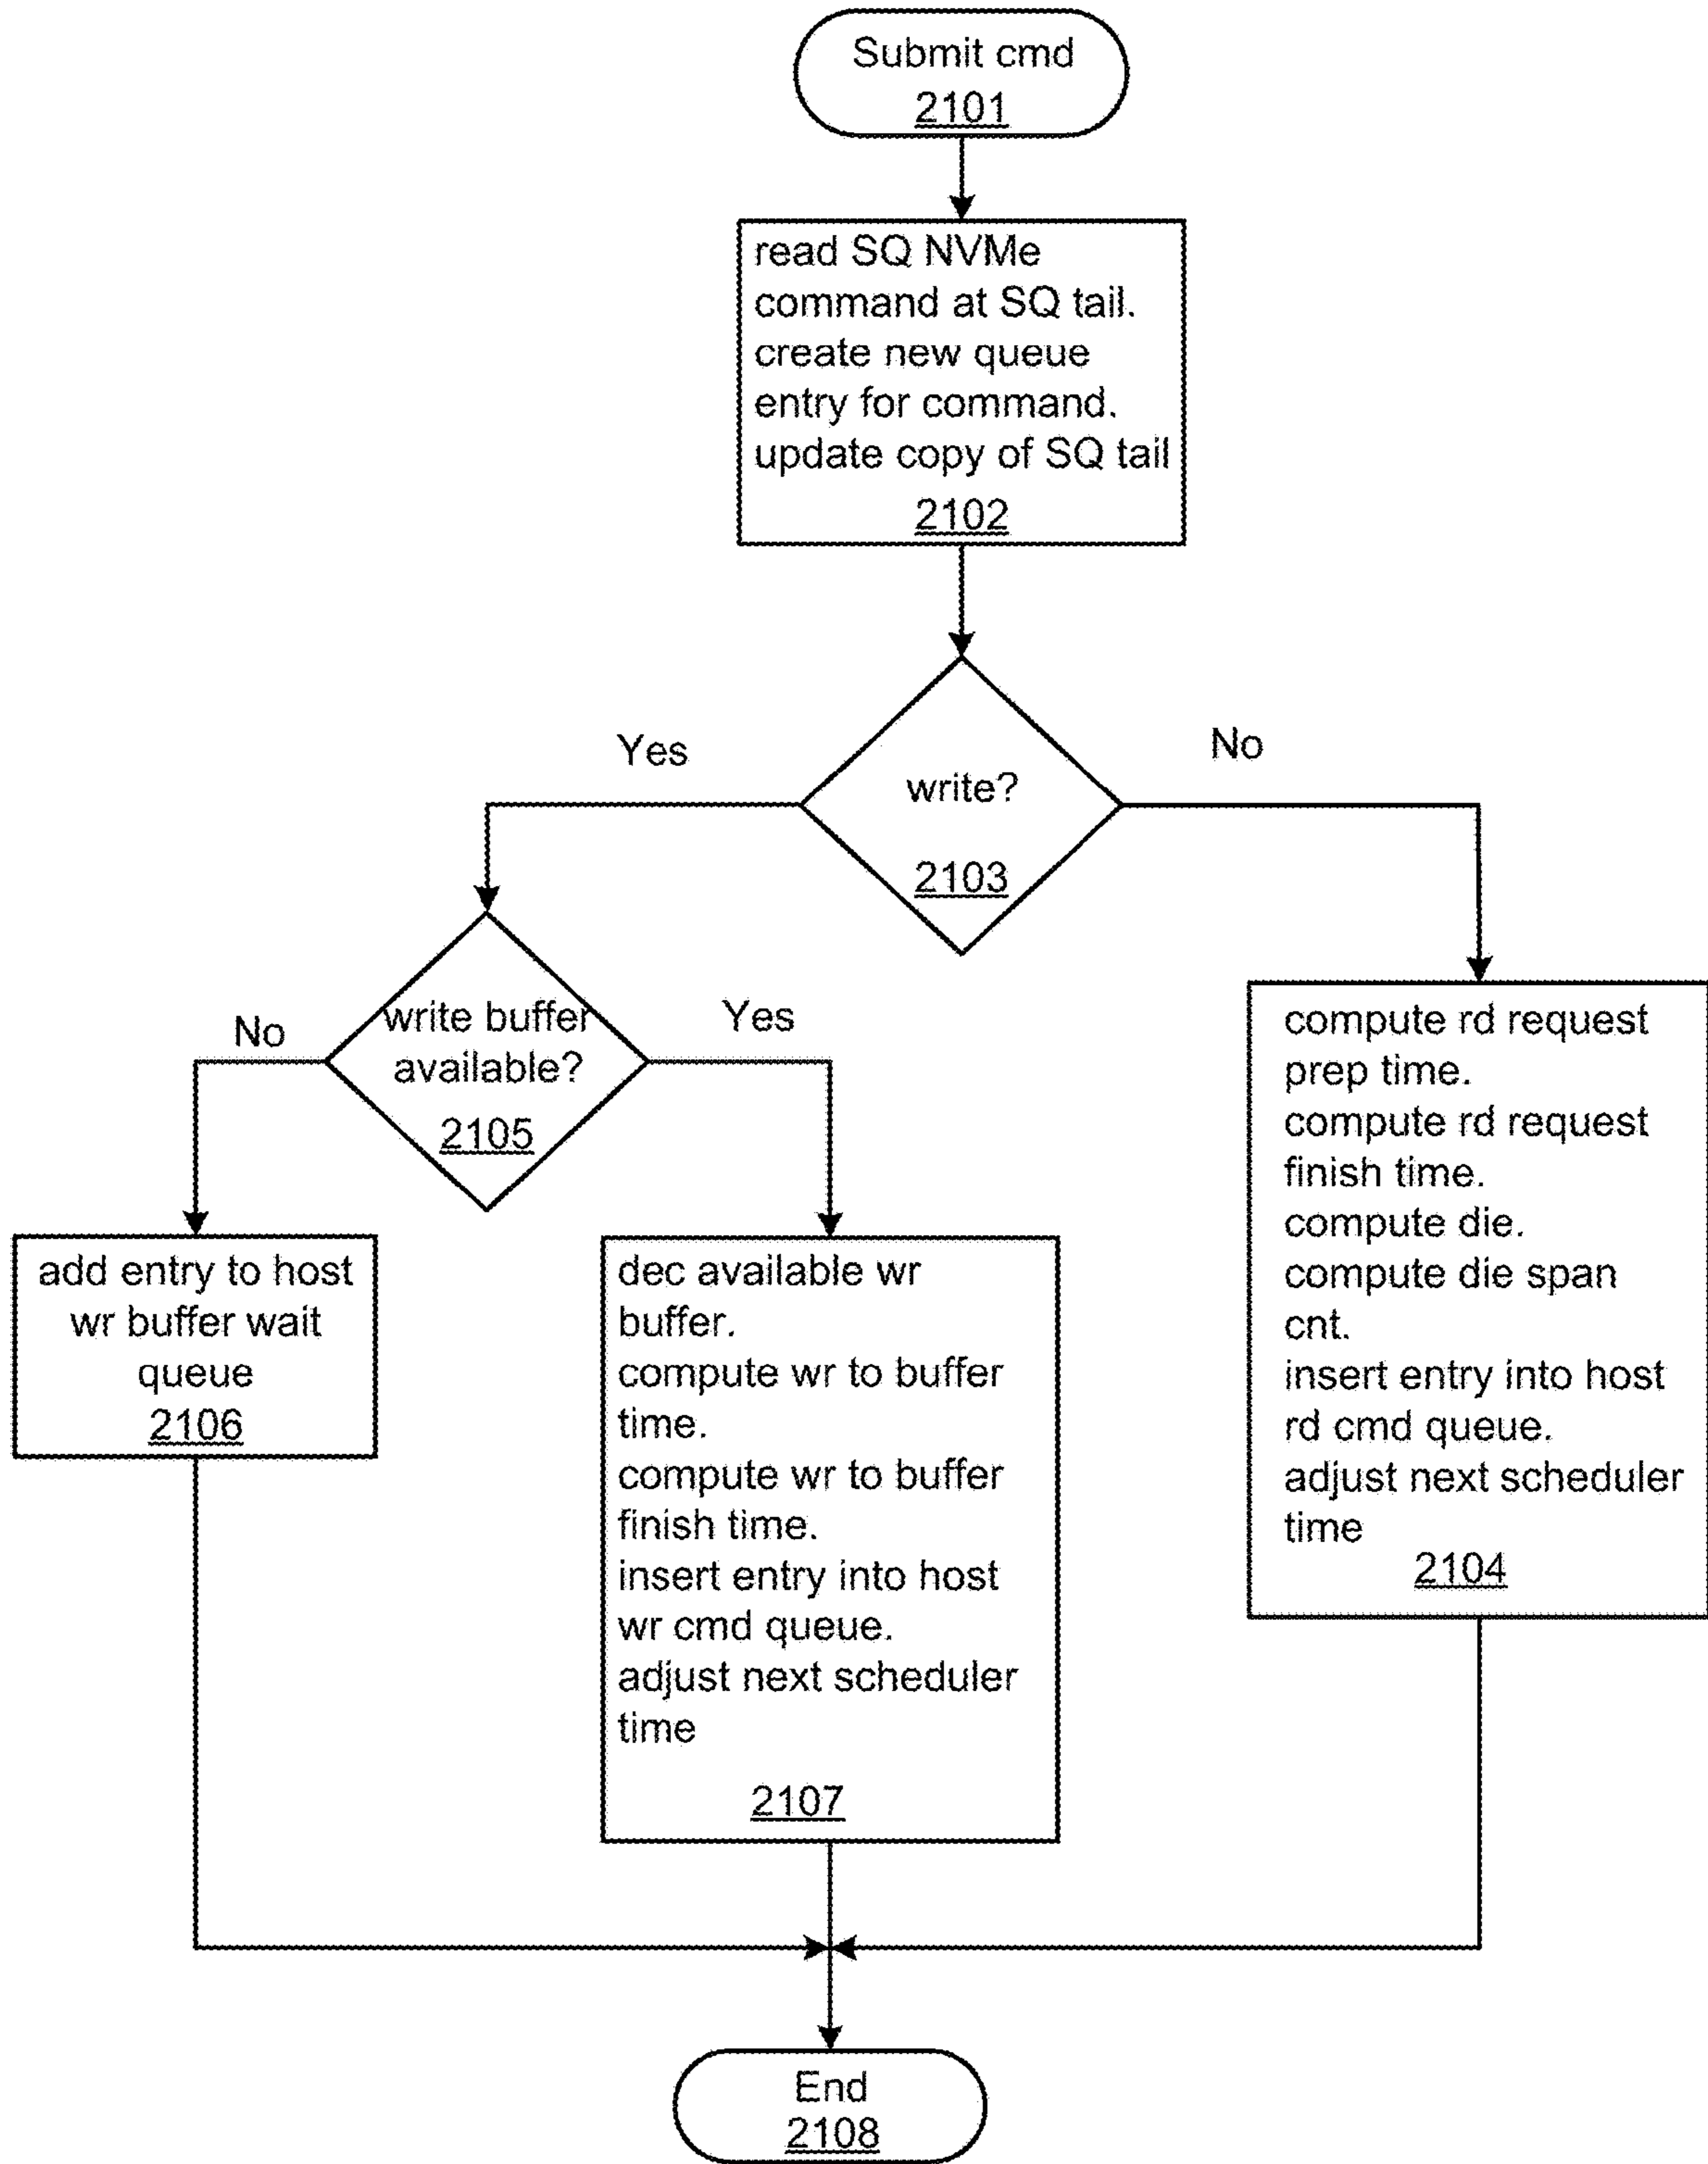 Submit cmd
2101
read SQ NVMe
command at SQ tail.
create new queue
entry for command.
update copy of SQ tail
2102
Yes
No
write?
2103
No
write buffer
available?
2105
Yes
add entry to host
wr buffer wait
queue
2106
dec available wr
buffer.
compute wr to buffer
time.
compute wr to buffer
finish time.
insert entry into host
wr cmd queue.
adjust next scheduler
time
2107
compute rd request
prep time.
compute rd request
finish time.
compute die.
compute die span
cnt.
insert entry into host
rd cmd queue.
adjust next scheduler
time
2104
End
2108